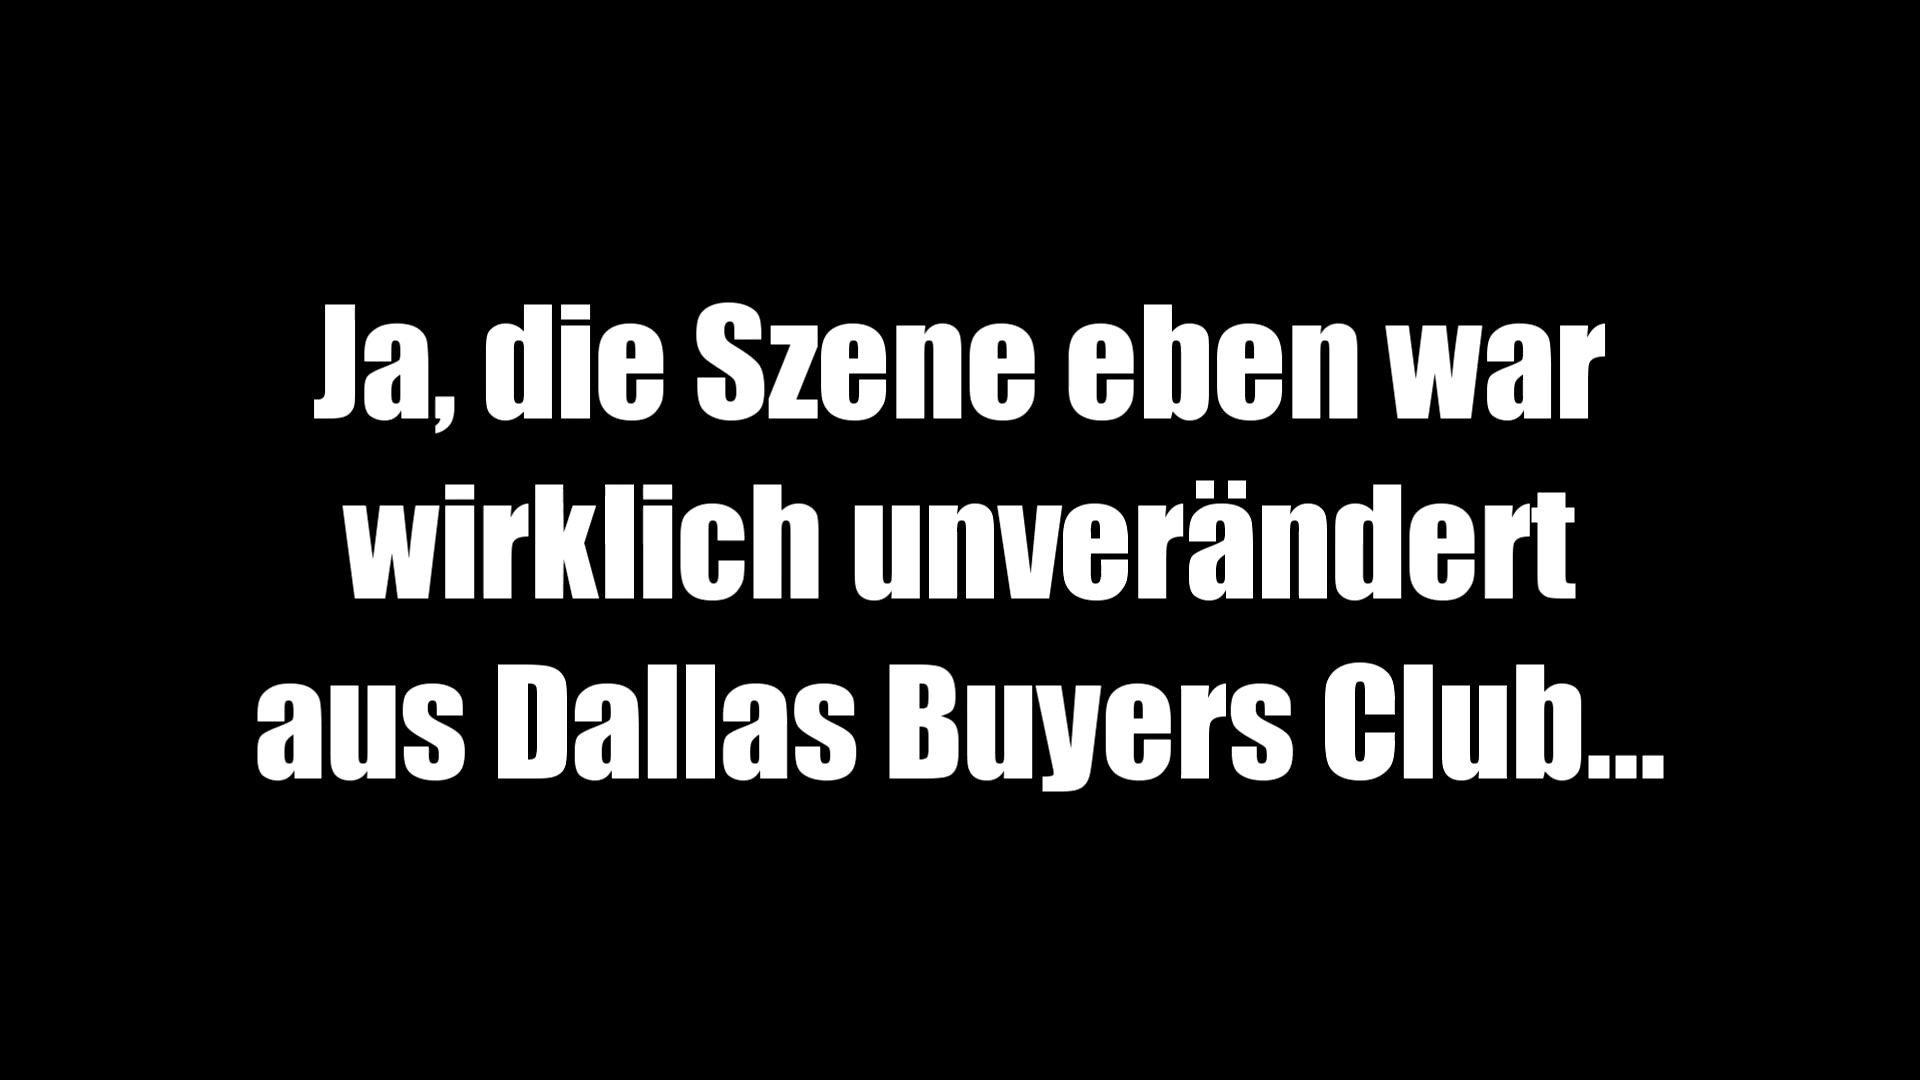 Ja, die Szene eben war
wirklich unverändert
aus Dallas Buyers Club...